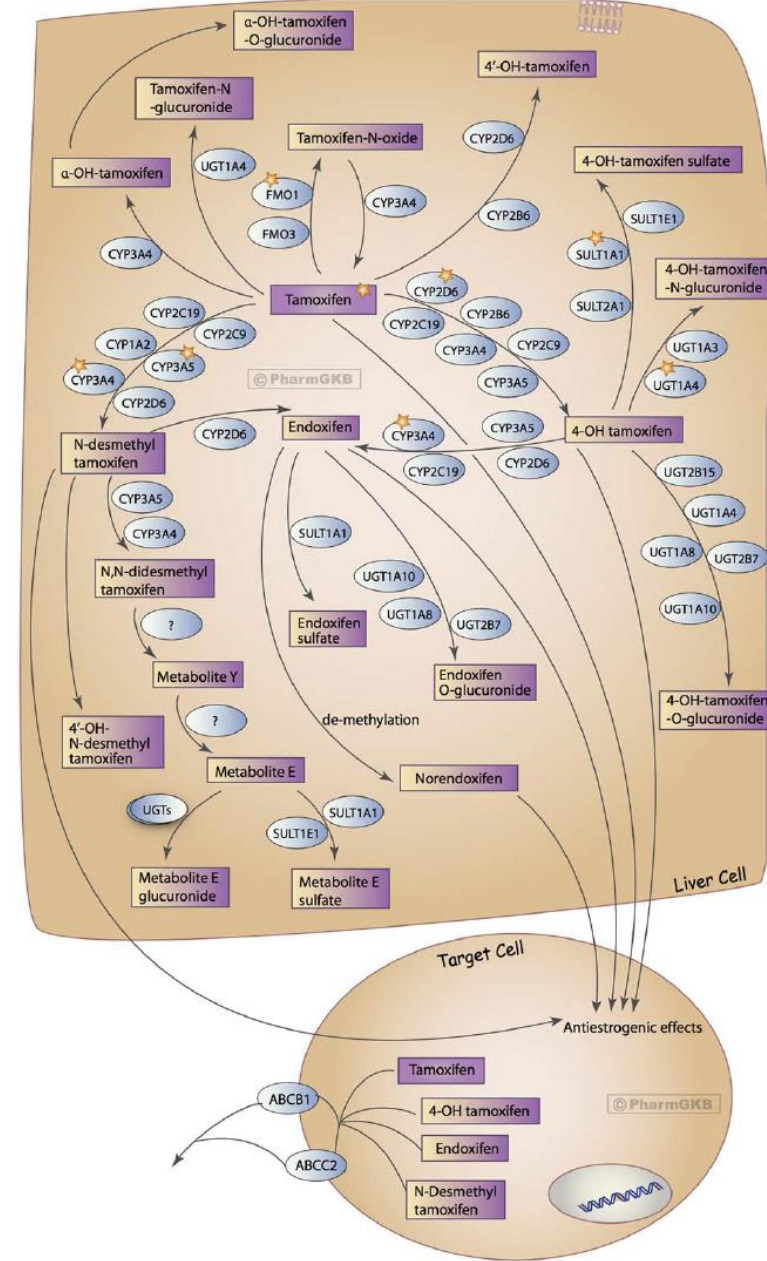 α-OH-tamoxifen
-O-glucuronide
4′-OH-tamoxifen
Tamoxifen-N
-glucuronide
Tamoxifen-N-oxide
CYP2D6
4-OH-tamoxifen sulfate
α-OH-tamoxifen
UGT1A4
FMO1
CYP3A4
SULT1E1
CYP2B6
FMO3
SULT1A1
CYP3A4
4-OH-tamoxifen
-N-glucuronide
Tamoxifen
CYP2D6
SULT2A1
CYP2C19
CYP2B6
CYP2C19
CYP2C9
CYP1A2
CYP2C9
UGT1A3
CYP3A4
CYP3A5
CYP3A4
©PharmGKB
CYP3A5
UGT1A4
CYP2D6
N-desmethyl
tamoxifen
CYP2D6
Endoxifen
CYP3A4
CYP3A5
4-OH tamoxifen
CYP2C19
CYP2D6
UGT2B15
CYP3A5
UGT1A4
CYP3A4
SULT1A1
UGT1A8
UGT2B7
N,N-didesmethyl
tamoxifen
UGT1A10
UGT1A10
UGT1A8
UGT2B7
?
Endoxifen
sulfate
Metabolite Y
Endoxifen
O-glucuronide
4-OH-tamoxifen
-O-glucuronide
?
de-methylation
4′-OH-
N-desmethyl
tamoxifen
Metabolite E
Norendoxifen
UGTs
SULT1A1
SULT1E1
Metabolite E
glucuronide
Metabolite E
sulfate
Liver Cell
Target Cell
Antiestrogenic effects
Tamoxifen
ABCB1
4-OH tamoxifen
©PharmGKB
Endoxifen
ABCC2
N-Desmethyl
tamoxifen